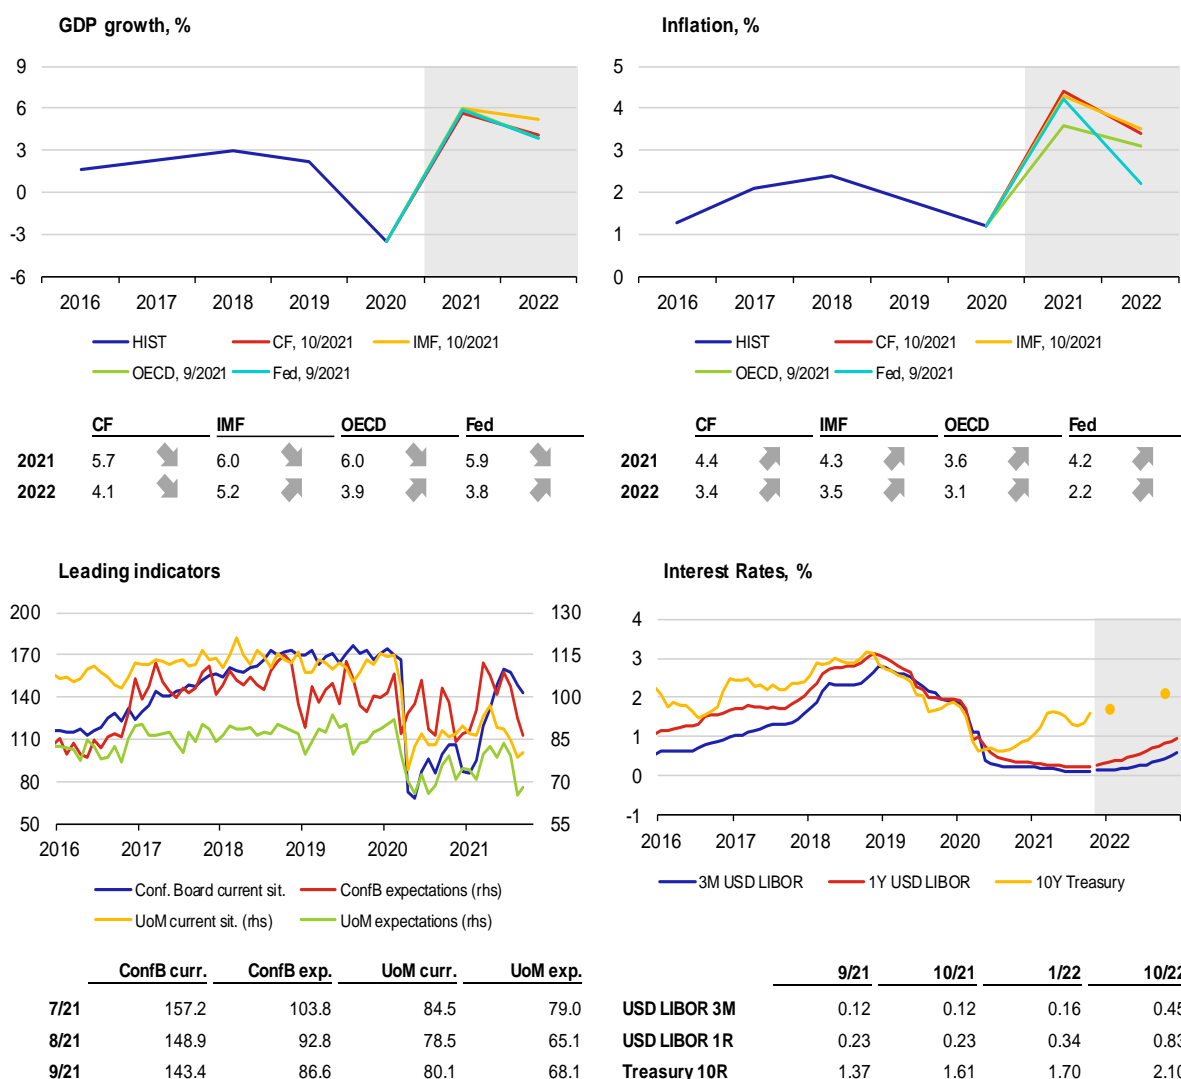 GDP growth, %
9
6
3
0
-3
-6
2016 2017 2018 2019 2020 2021 2022
HIST CF, 10/2021 IMF, 10/2021
OECD, 9/2021 Fed, 9/2021
CF IMF OECD Fed
2021 5.7 6.0 6.0 5.9
2022 4.1 5.2 3.9 3.8
Inflation, %
5
4
3
2
1
0
2016 2017 2018 2019 2020 2021 2022
HIST CF, 10/2021 IMF, 10/2021
OECD, 9/2021 Fed, 9/2021
CF IMF OECD Fed
2021 4.4 4.3 3.6 4.2
2022 3.4 3.5 3.1 2.2
Leading indicators
200 130
170 115
140 100
110 85
80 70
50 55
2016 2017 2018 2019 2020 2021
Conf. Board current sit. ConfB expectations (rhs)
UoM current sit. (rhs) UoM expectations (rhs)
ConfB curr. ConfB exp. UoM curr. UoM exp.
7/21 157.2 103.8 84.5 79.0
8/21 148.9 92.8 78.5 65.1
9/21 143.4 86.6 80.1 68.1
Interest Rates, %
4
3
2
1
0
-1
2016 2017 2018 2019 2020 2021 2022
3M USD LIBOR 1Y USD LIBOR 10Y Treasury
9/21 10/21 1/22 10/22
USD LIBOR 3M 0.12 0.12 0.16 0.45
USD LIBOR 1R 0.23 0.23 0.34 0.83
Treasury 10R 1.37 1.61 1.70 2.10